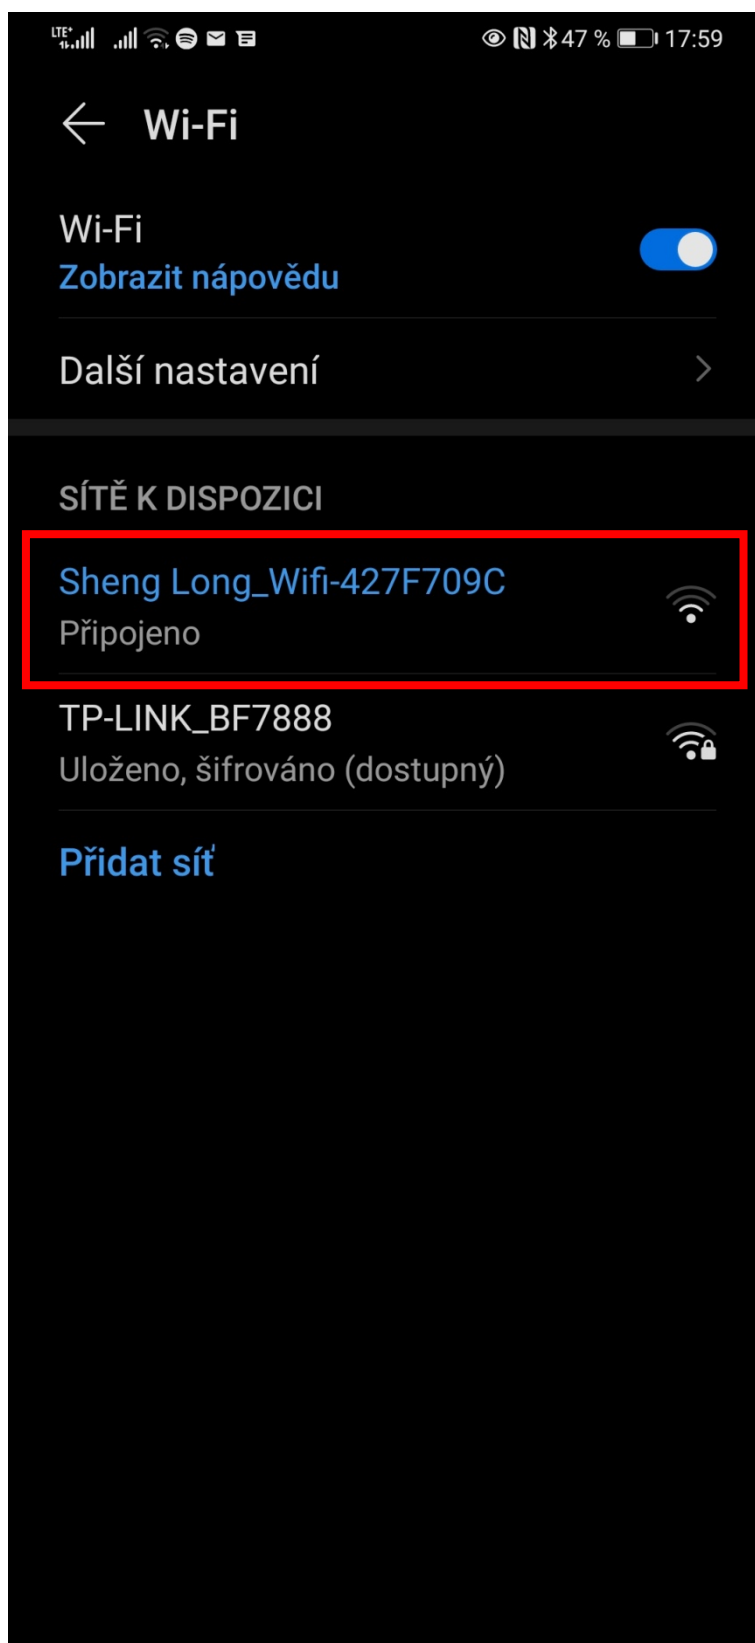 LTE+ 47 % 17:59
Wi-Fi
Wi-Fi
Zobrazit nápovědu
Další nastavení
SÍTĚ K DISPOZICI
Sheng Long_Wifi-427F709C
Připojeno
TP-LINK_BF7888
Uloženo, šifrováno (dostupný)
Přidat síť